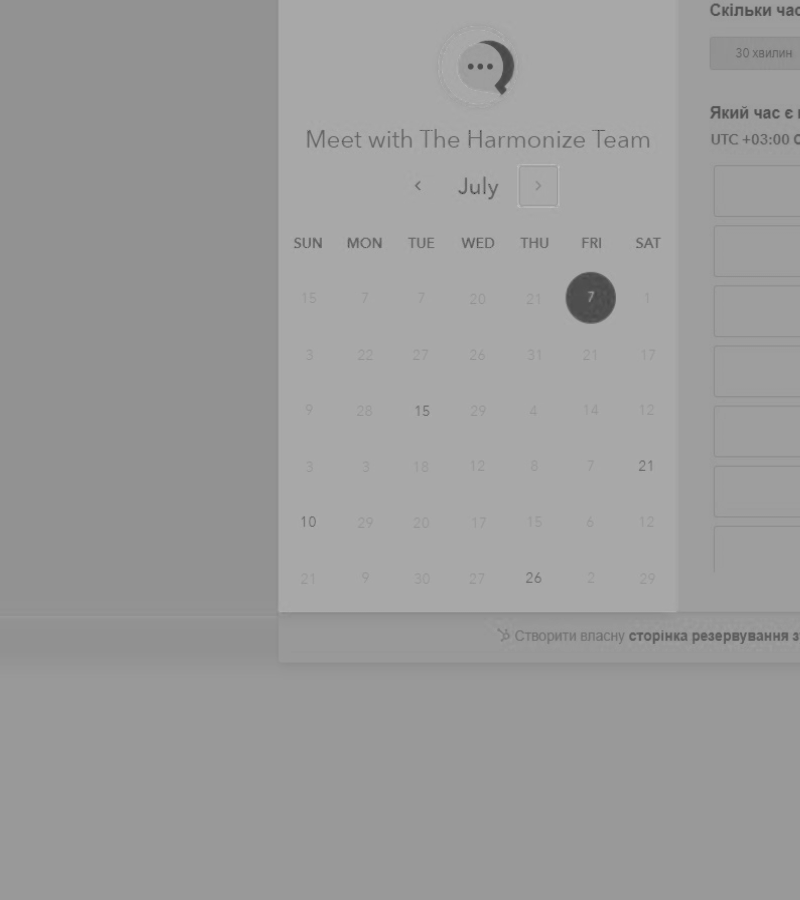 Скільки час
30 хвилин
Meet with The Harmonize Team
Який час є
UTC +03:00
July
SUN MON TUE WED THU FRI SAT
15 7 7 20 21 7 1
3 22 27 26 31 21 17
9 28 15 29 4 14 12
3 3 18 12 8 7 21
10 29 20 17 15 6 12
21 9 30 27 26 2 29
Створити власну сторінка резервування з